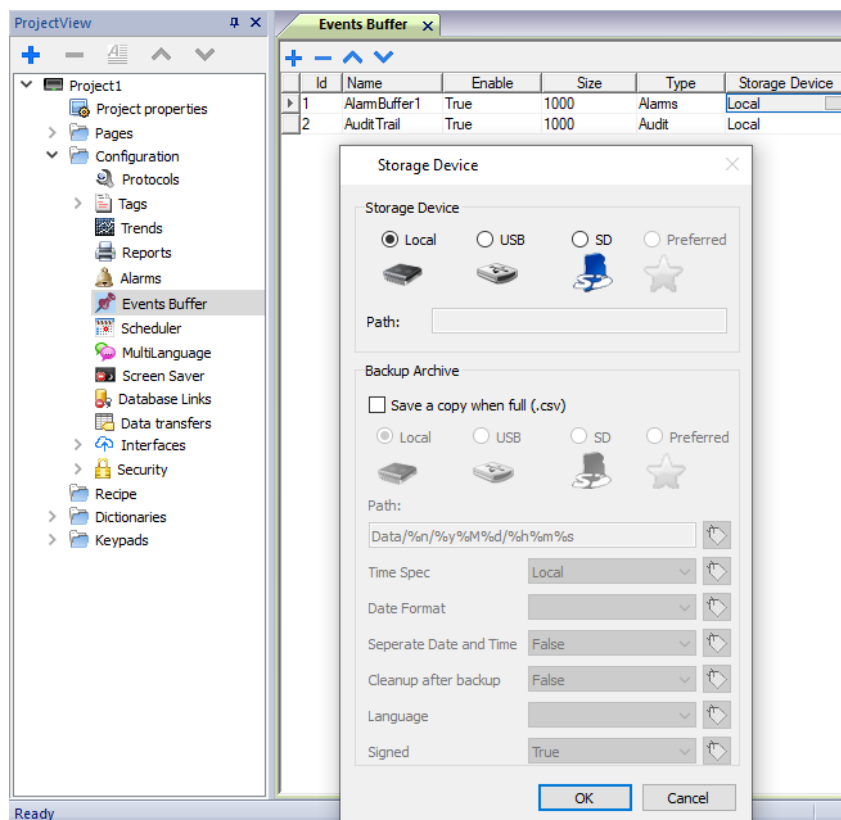 ProjectView
Project1
Project properties
Pages
Configuration
Protocols
Tags
Trends
Reports
Alarms
Events Buffer
Scheduler
MultiLanguage
Screen Saver
Database Links
Data transfers
Interfaces
Security
Recipe
Dictionaries
Keypads
Ready
Events Buffer
Id Name Enable Size Type Storage Device
1 AlarmBuffer1 True 1000 Alarms Local
2 AuditTrail True 1000 Audit Local
Storage Device
Storage Device
Local USB SD Preferred
Path:
Backup Archive
Save a copy when full (.csv)
Local USB SD Preferred
Path:
Data/%n/%y%M%d/%h%m%s
Time Spec Local
Date Format
Seperate Date and Time False
Cleanup after backup False
Language
Signed True
OK Cancel